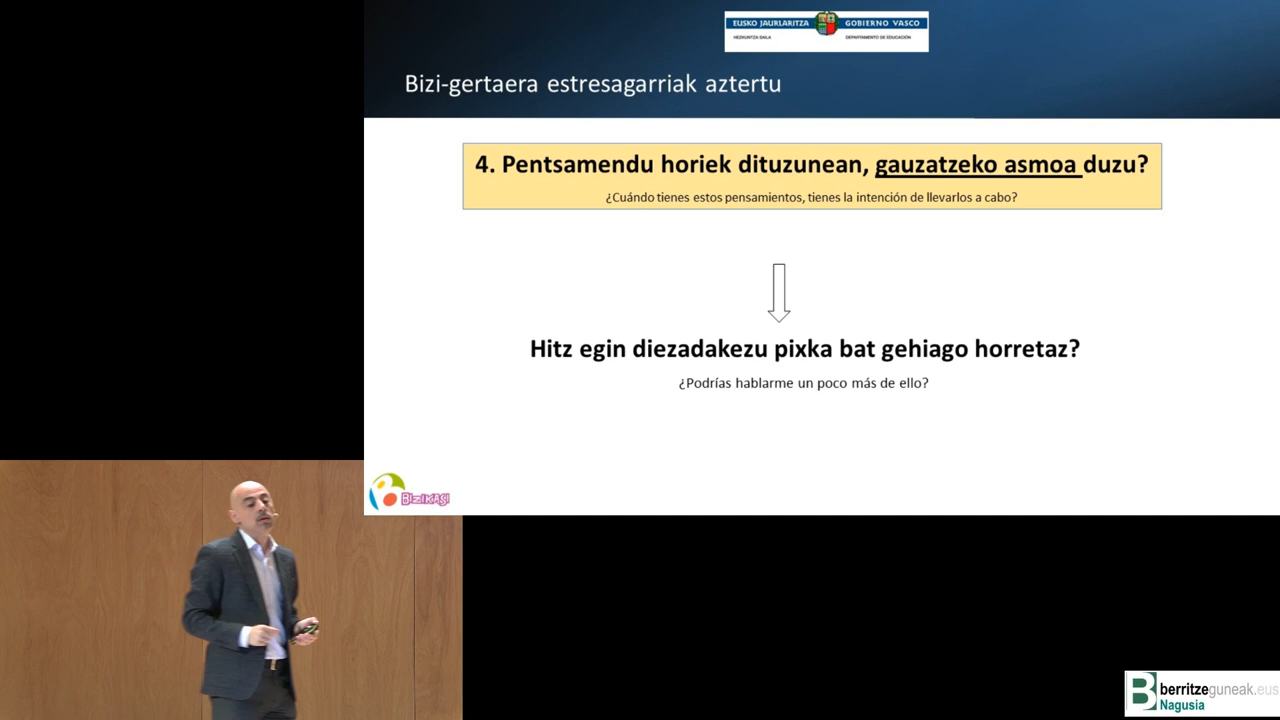 EUSKO JAURLARITZA GOBIERNO VASCO
HEZKUNTZA SAILA DEPARTAMENTO DE EDUCACIÓN
Bizi-gertaera estresagarriak aztertu
4. Pentsamendu horiek dituzunean, gauzatzeko asmoa duzu?
¿Cuándo tienes estos pensamientos, tienes la intención de llevarlos a cabo?
Hitz egin diezadakezu pixka bat gehiago horretaz?
¿Podrías hablarme un poco más de ello?
BIZIKASI
berritzeguneak.eus
Nagusia